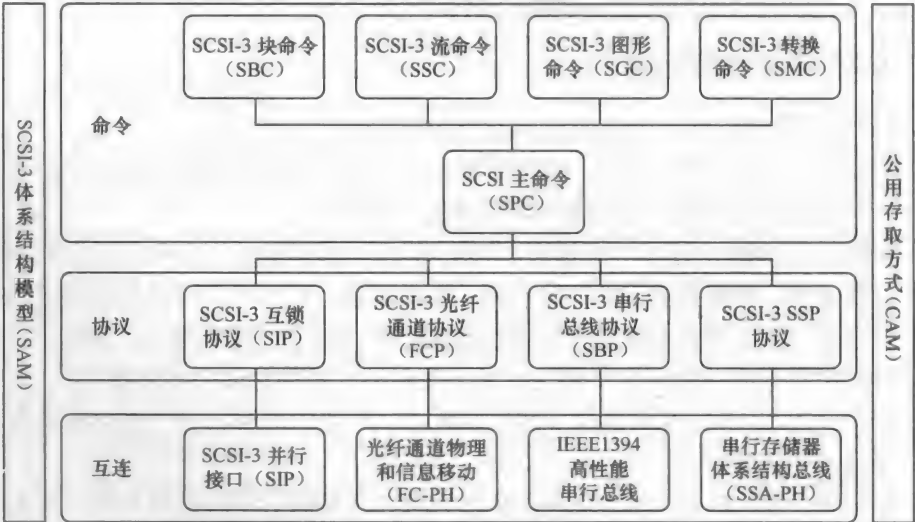 SCSI-3体系结构模型(SAM)
命令
SCSI-3 块命令
(SBC)
SCSI-3 流命令
(SSC)
SCSI-3 图形
命令(SGC)
SCSI-3 转换
命令(SMC)
SCSI 主命令
(SPC)
协议
SCSI-3 互锁
协议(SIP)
SCSI-3 光纤
通道协议
(FCP)
SCSI-3 串行
总线协议
(SBP)
SCSI-3 SSP
协议
互连
SCSI-3 并行
接口(SIP)
光纤通道物理
和信息移动
(FC-PH)
IEEE1394
高性能
串行总线
串行存储器
体系结构总线
(SSA-PH)
公用存取方式(CAM)